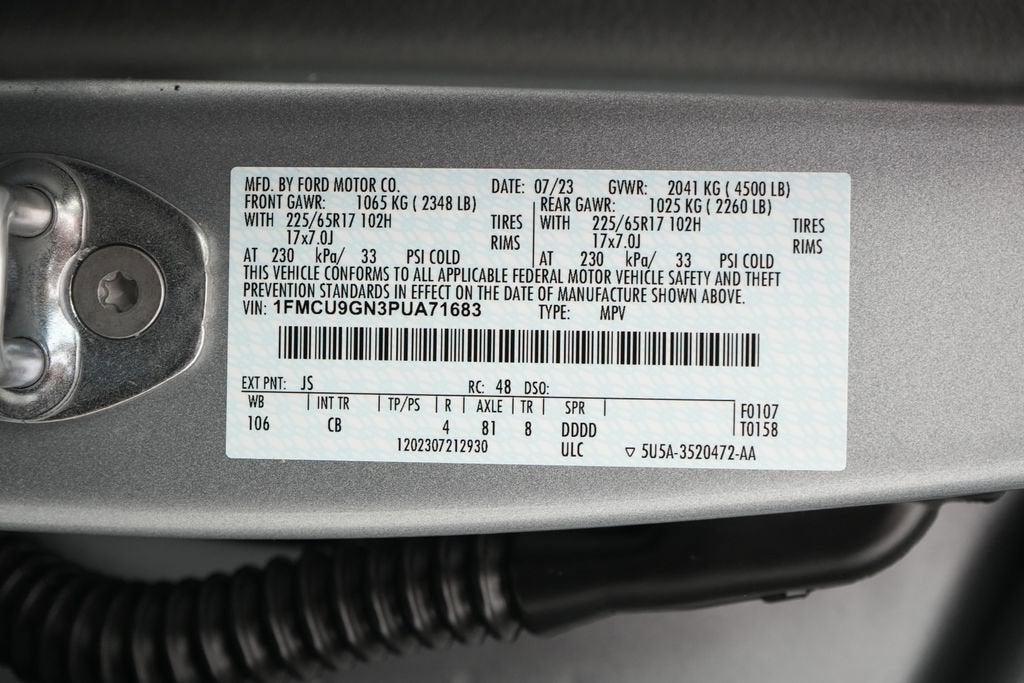 MFD. BY FORD MOTOR CO. DATE: 07/23 GVWR: 2041 KG ( 4500 LB)
FRONT GAWR: 1065 KG ( 2348 LB) REAR GAWR: 1025 KG ( 2260 LB)
WITH 225/65R17 102H TIRES WITH 225/65R17 102H TIRES
17x7.0J RIMS 17x7.0J RIMS
AT 230 kPa/ 33 PSI COLD AT 230 kPa/ 33 PSI COLD
THIS VEHICLE CONFORMS TO ALL APPLICABLE FEDERAL MOTOR VEHICLE SAFETY AND THEFT
PREVENTION STANDARDS IN EFFECT ON THE DATE OF MANUFACTURE SHOWN ABOVE.
VIN: 1FMCU9GN3PUA71683 TYPE: MPV
EXT PNT: JS RC: 48 DSO:
WB INT TR TP/PS R AXLE TR SPR F0107
106 CB 4 81 8 DDDD T0158
1202307212930 ULC ▽ 5U5A-3520472-AA